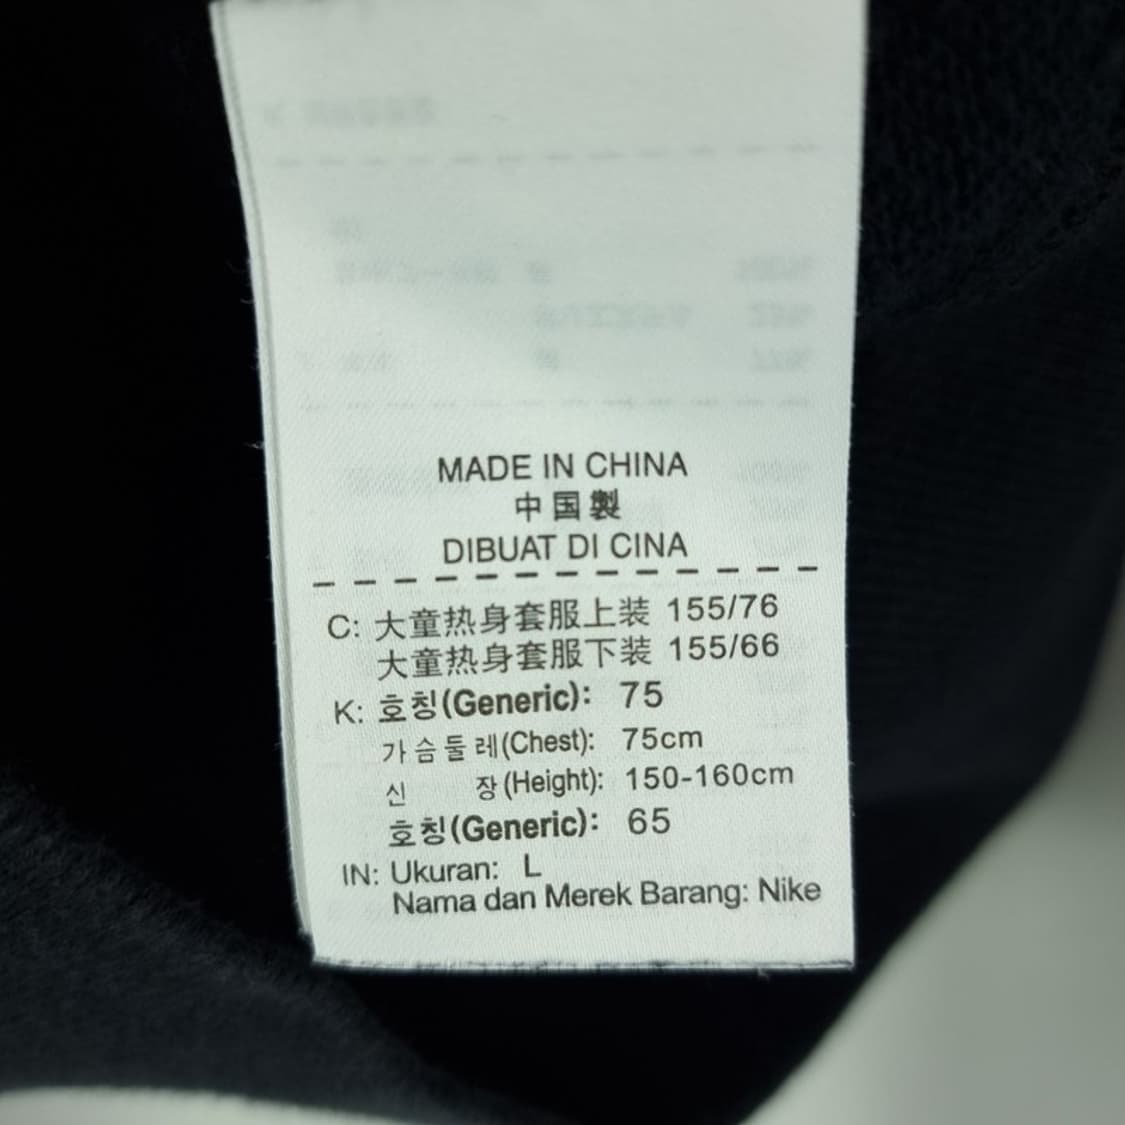 MADE IN CHINA
中国製
DIBUAT DI CINA
C: 大童热身套服上装 155/76
大童热身套服下装 155/66
K: 호칭(Generic): 75
가슴둘레(Chest): 75cm
신 장(Height): 150-160cm
호칭(Generic): 65
IN: Ukuran: L
Nama dan Merek Barang: Nike